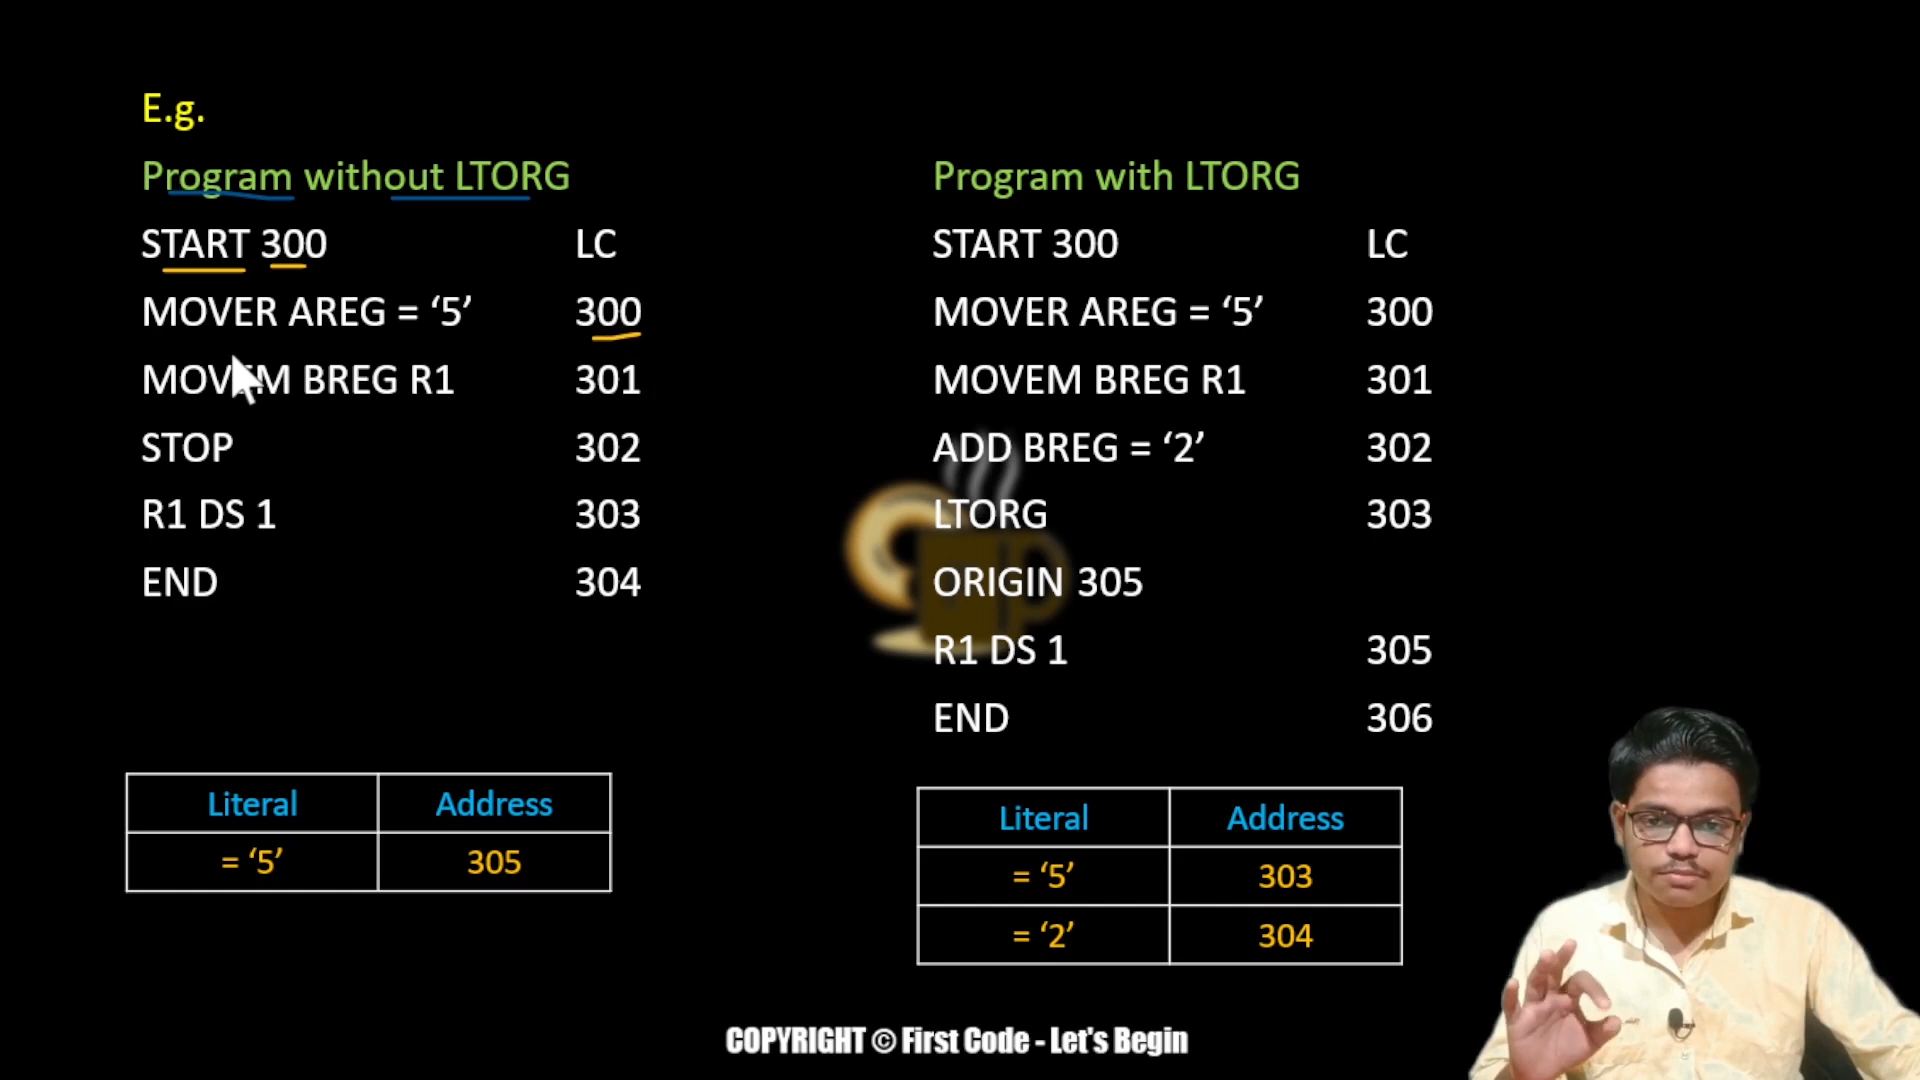 E.g.
Program without LTORG
START 300 LC
MOVER AREG = ‘5’ 300
MOVEM BREG R1 301
STOP 302
R1 DS 1 303
END 304
Literal Address
= ‘5’ 305
Program with LTORG
START 300 LC
MOVER AREG = ‘5’ 300
MOVEM BREG R1 301
ADD BREG = ‘2’ 302
LTORG 303
ORIGIN 305
R1 DS 1 305
END 306
Literal Address
= ‘5’ 303
= ‘2’ 304
COPYRIGHT © First Code - Let's Begin